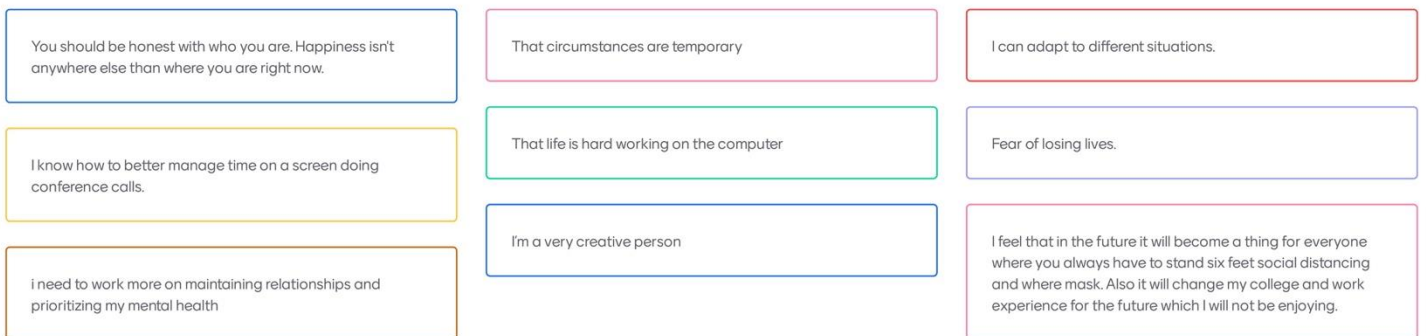 You should be honest with who you are. Happiness isn't
anywhere else than where you are right now.
I know how to better manage time on a screen doing
conference calls.
i need to work more on maintaining relationships and
prioritizing my mental health
That circumstances are temporary
That life is hard working on the computer
I'm a very creative person
I can adapt to different situations.
Fear of losing lives.
I feel that in the future it will become a thing for everyone
where you always have to stand six feet social distancing
and where mask. Also it will change my college and work
experience for the future which I will not be enjoying.